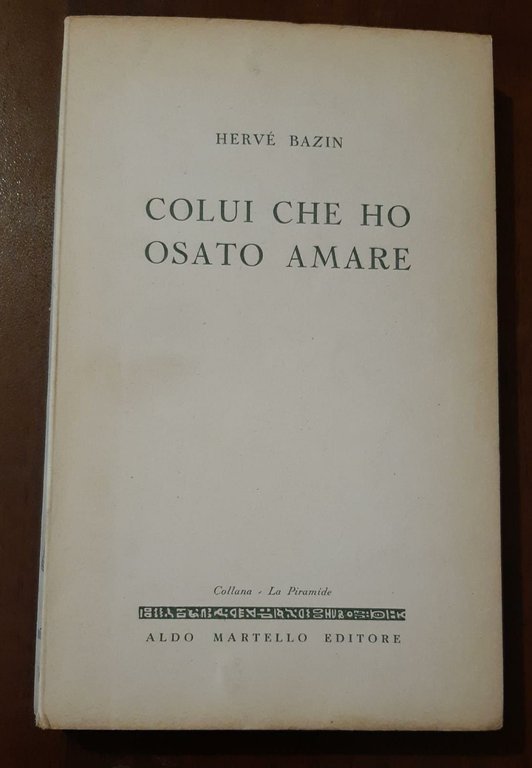 HERVÉ BAZIN
COLUI CHE HO
OSATO AMARE
Collana - La Piramide
ALDO MARTELLO EDITORE